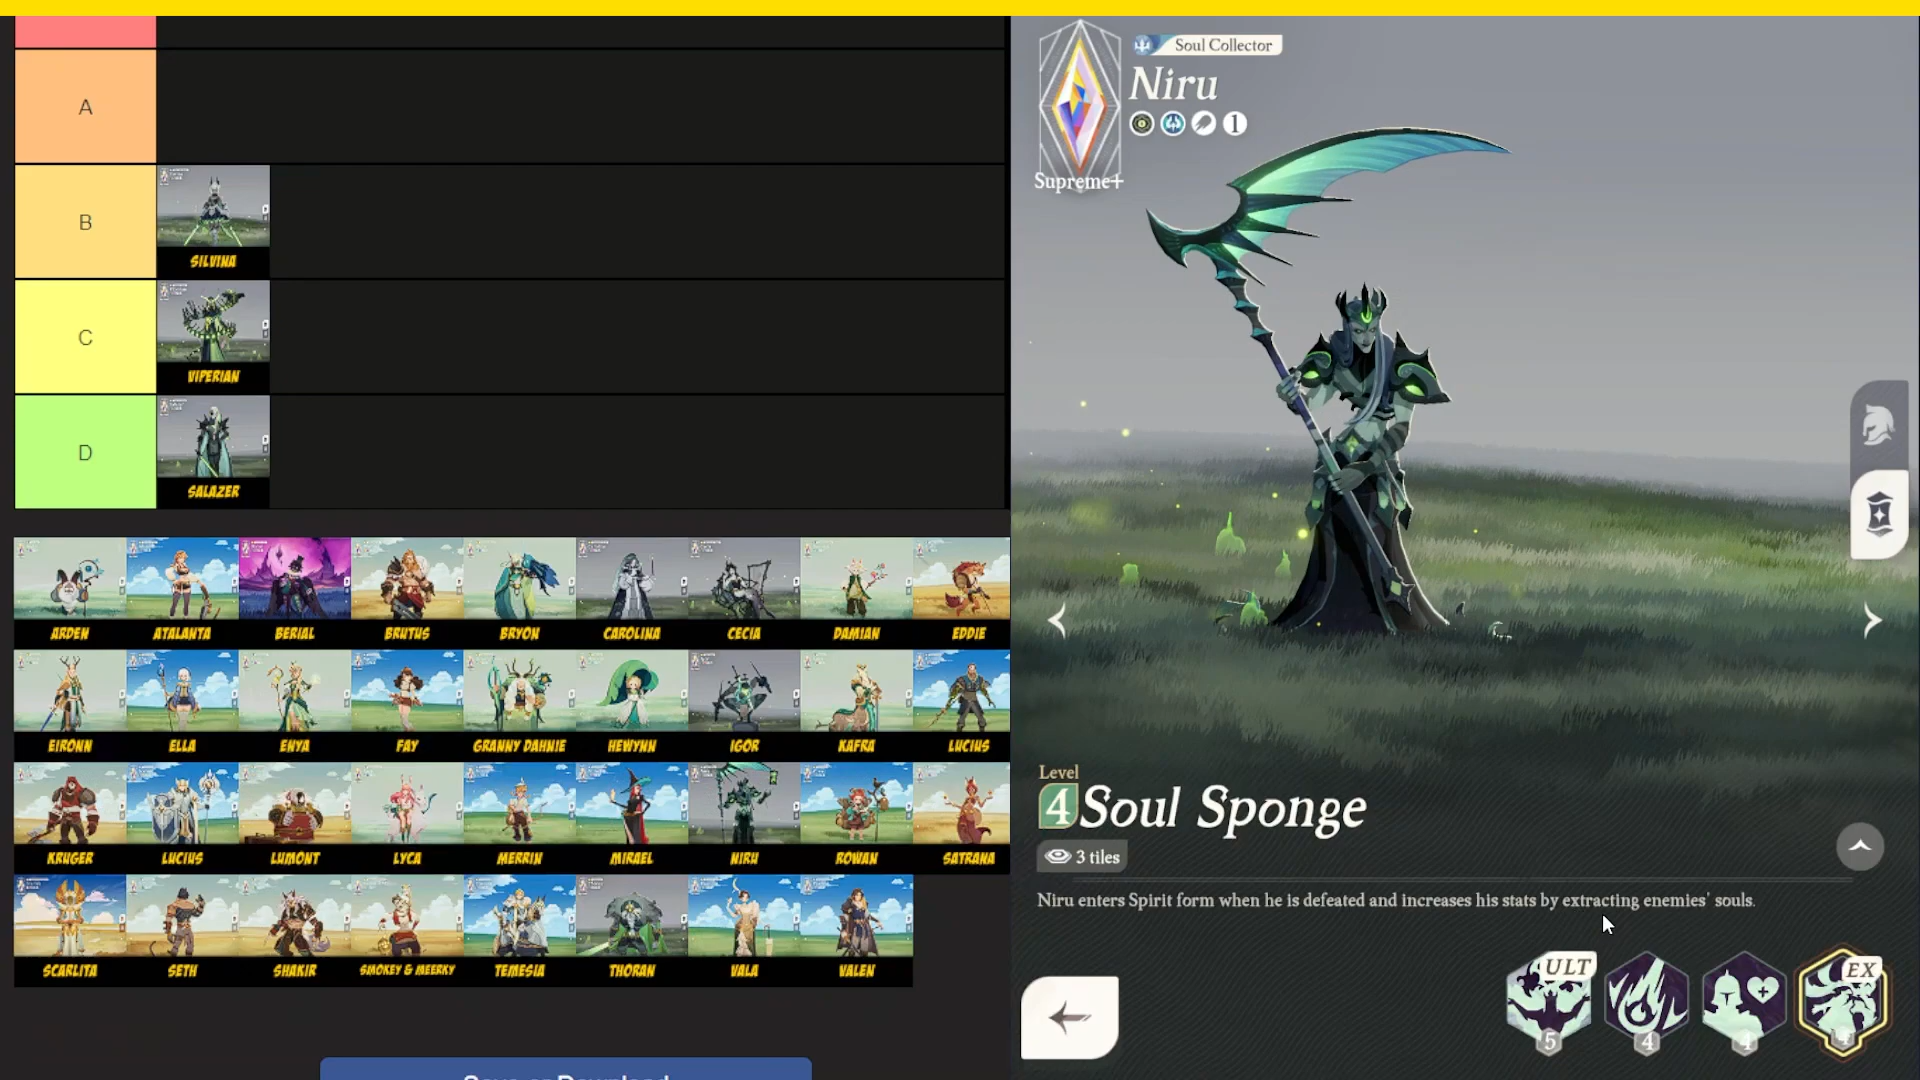 A
B
SILVINA
C
VIPERIAN
D
SALAZER
ARDEN
ATALANTA
BERIAL
BRUTUS
BRYON
CAROLINA
CECIA
DAMIAN
EDDIE
EIRONN
ELLA
ENYA
FAY
GRANNY DAHNIE
HEWYNN
IGOR
KAFRA
LUCIUS
KRUGER
LUCIUS
LUMONT
LYCA
MERRIN
MIRAEL
NIRU
ROWAN
SATRANA
SCARLITA
SETH
SHAKIR
SMOKEY & MEERKY
TEMESIA
THORAN
VALA
VALEN
Soul Collector
Niru
1
Supreme+
Level
4 Soul Sponge
3 tiles
Niru enters Spirit form when he is defeated and increases his stats by extracting enemies' souls.
ULT
EX
5
4
4
4